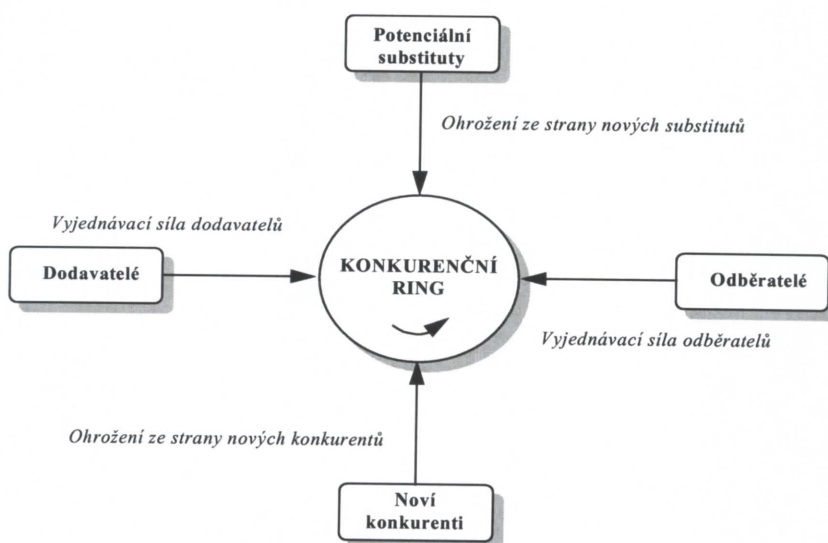 Potenciální
substituty
Ohrožení ze strany nových substitutů
Vyjednávací síla dodavatelů
Dodavatelé
KONKURENČNÍ
RING
Odběratelé
Vyjednávací síla odběratelů
Ohrožení ze strany nových konkurentů
Noví
konkurenti